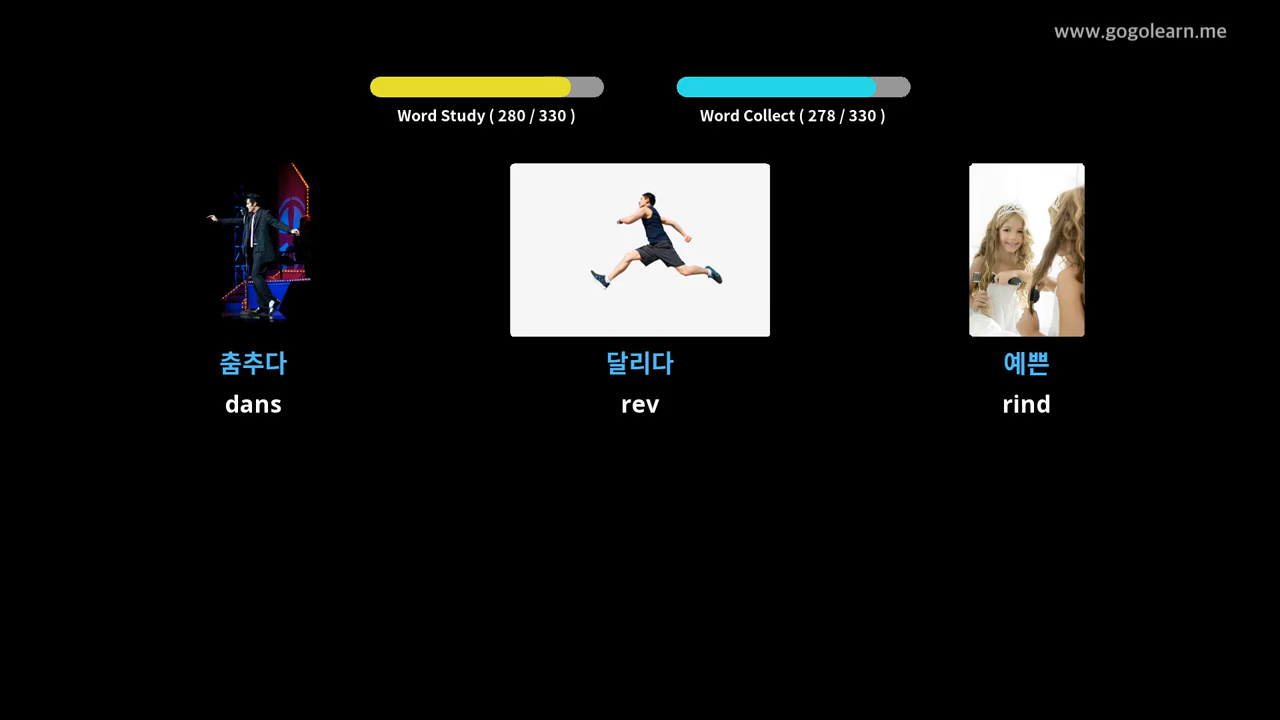 www.gogolearn.me
Word Study ( 280 / 330 )
Word Collect ( 278 / 330 )
춤추다
달리다
예쁜
dans
rev
rind